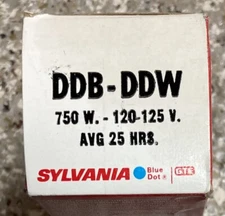 DDB-DDW
750 W. - 120-125 V.
AVG 25 HRS.
SYLVANIA Blue Dot® GTE